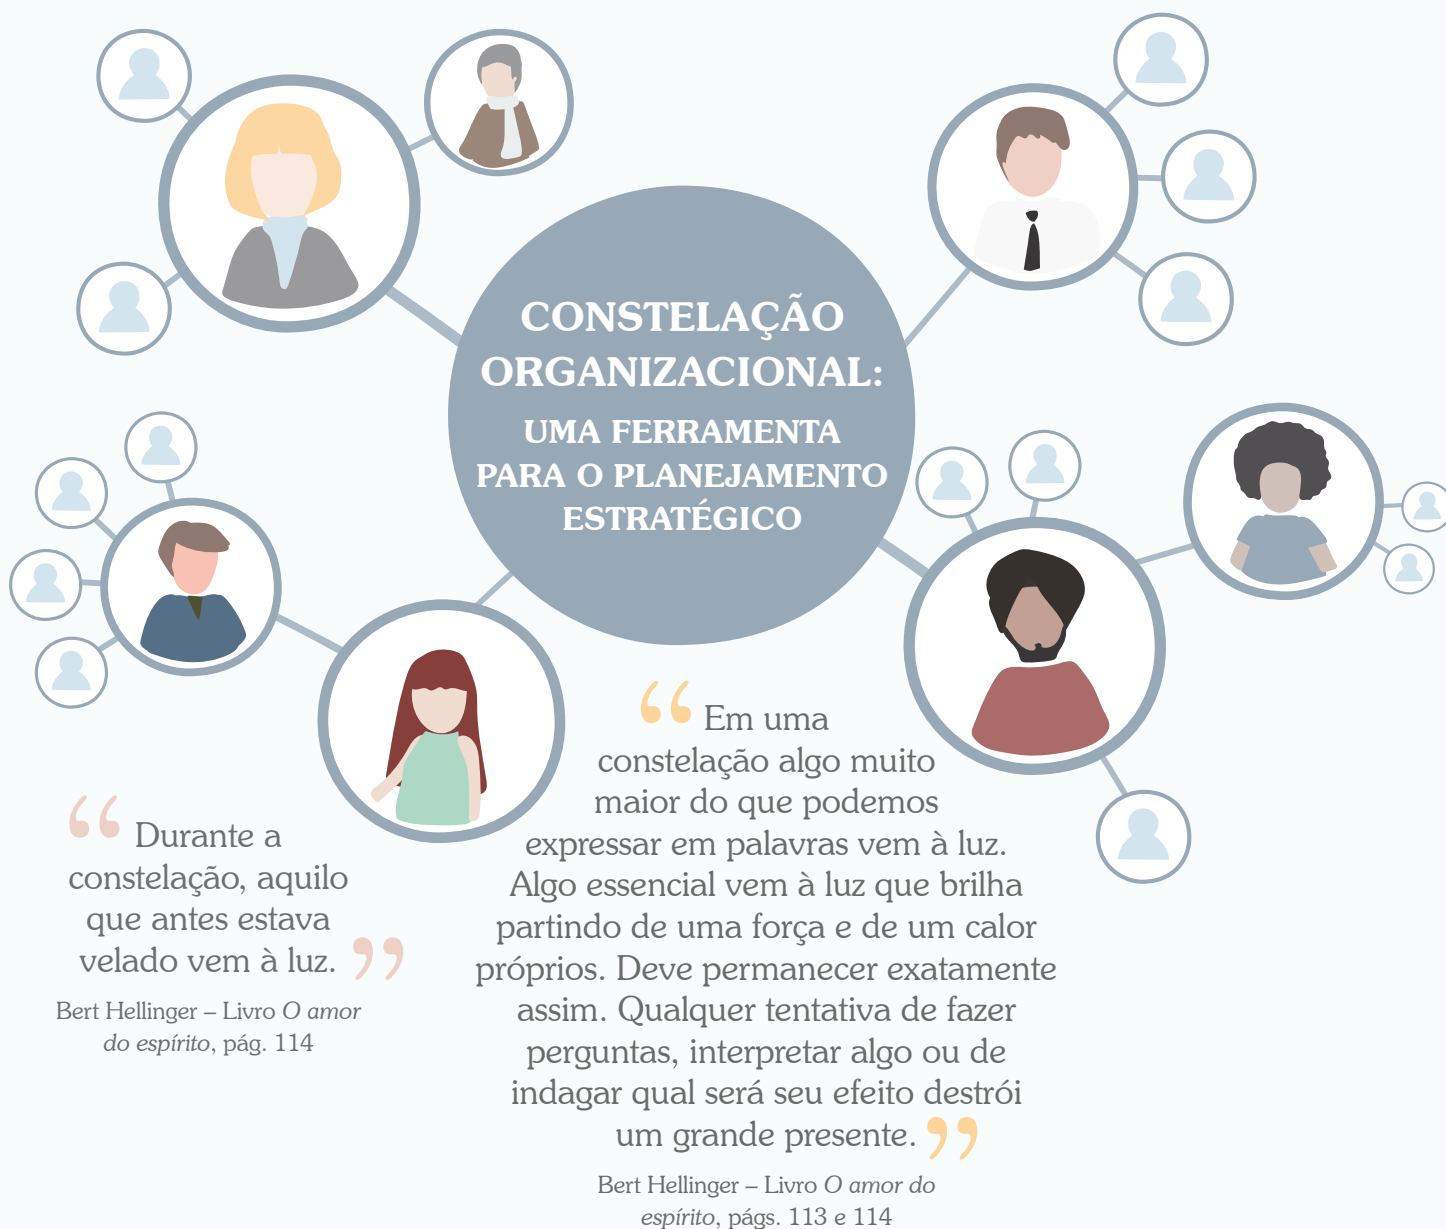 CONSTELAÇÃO
ORGANIZACIONAL:
UMA FERRAMENTA
PARA O PLANEJAMENTO
ESTRATÉGICO
“ Durante a
constelação, aquilo
que antes estava
velado vem à luz. ”
Bert Hellinger – Livro O amor
do espírito, pág. 114
“ Em uma
constelação algo muito
maior do que podemos
expressar em palavras vem à luz.
Algo essencial vem à luz que brilha
partindo de uma força e de um calor
próprios. Deve permanecer exatamente
assim. Qualquer tentativa de fazer
perguntas, interpretar algo ou de
indagar qual será seu efeito destrói
um grande presente. ”
Bert Hellinger – Livro O amor do
espírito, págs. 113 e 114